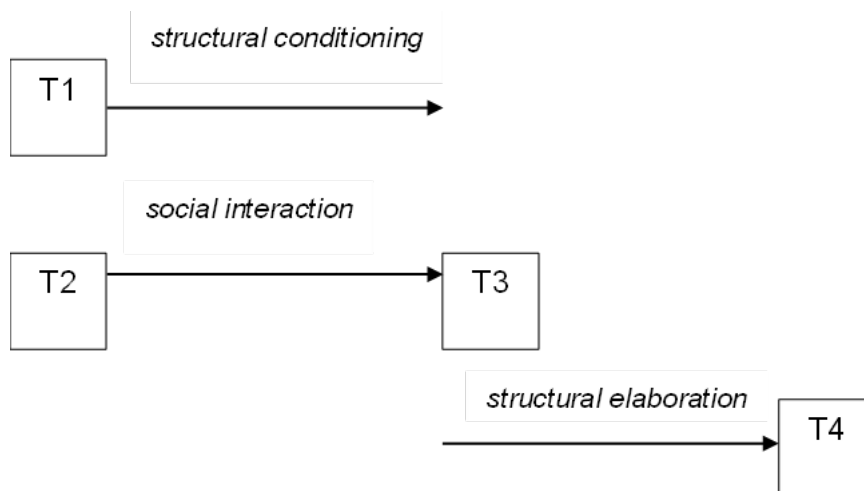 structural conditioning
T1
social interaction
T2
T3
structural elaboration
T4